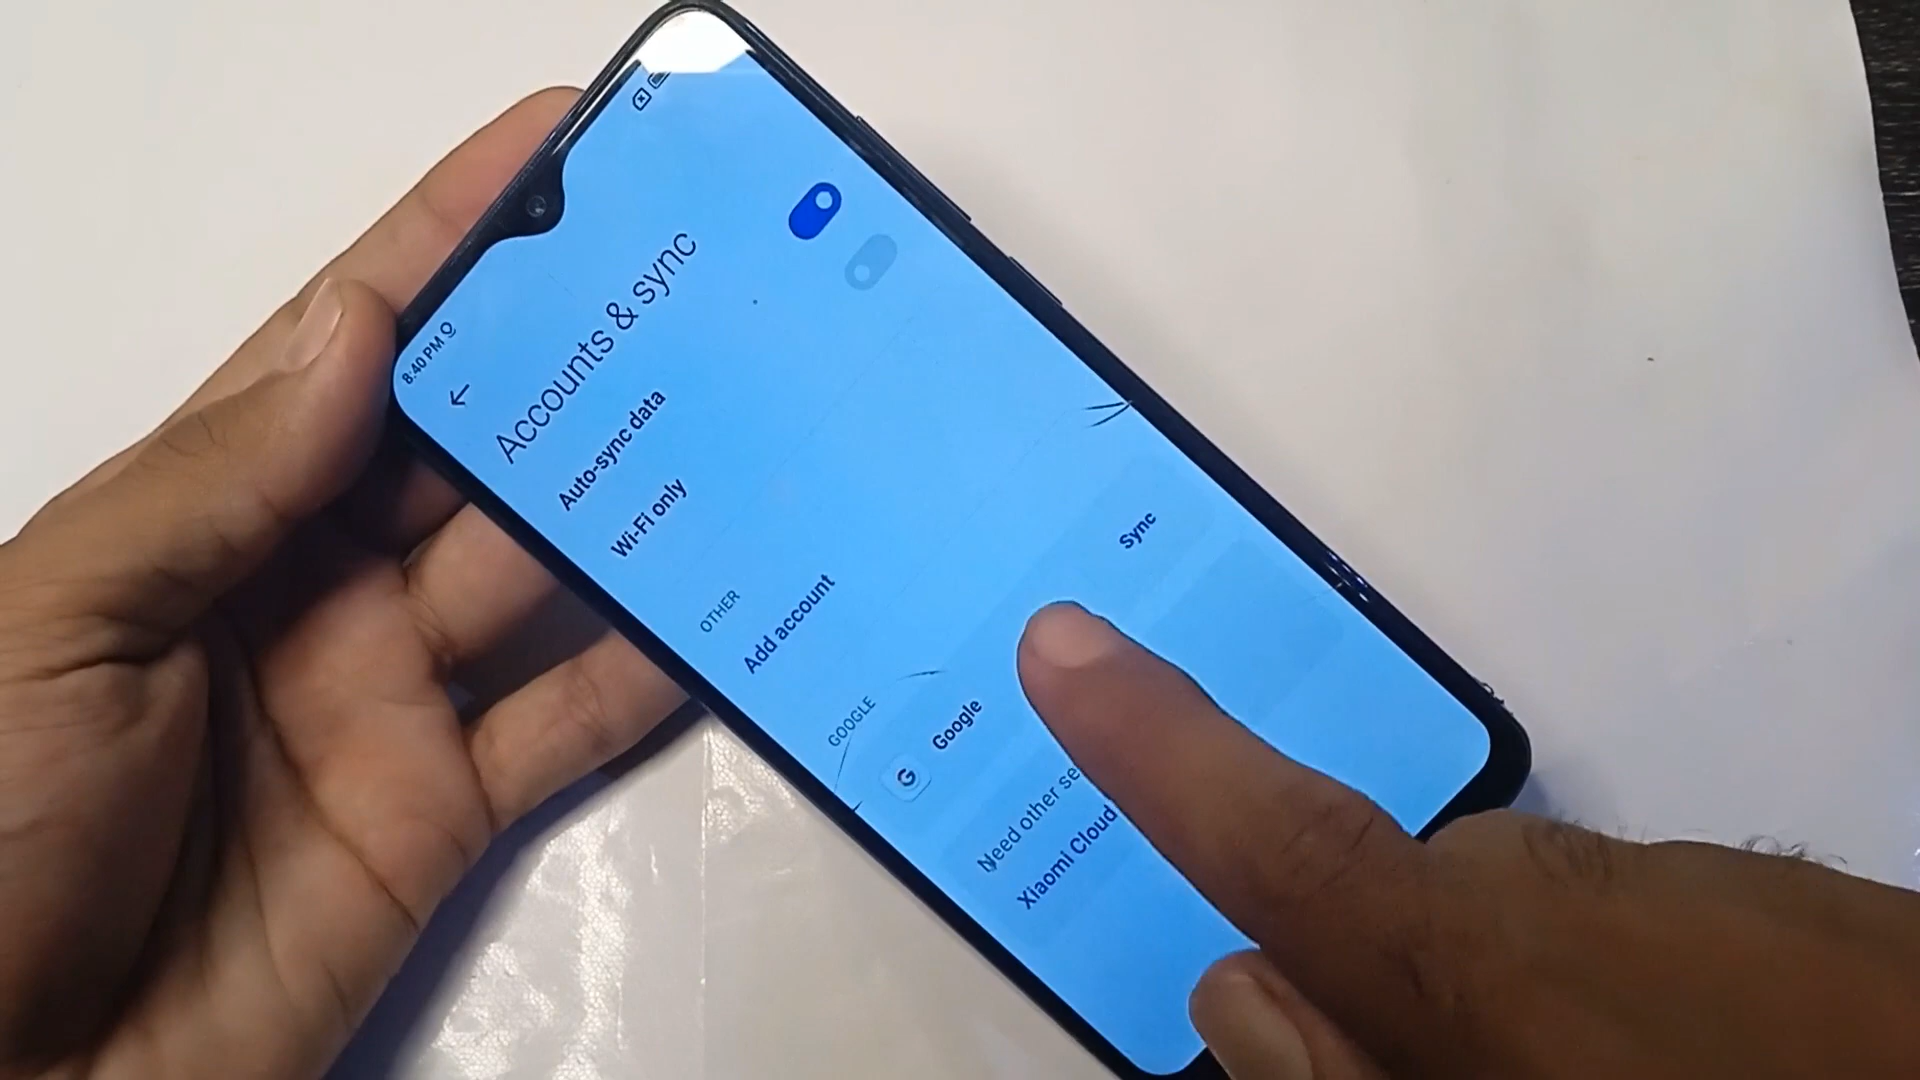 8:40 PM
Accounts & sync
Auto-sync data
Wi-Fi only
OTHER
Add account
GOOGLE
G
Google
Sync
Need other se
Xiaomi Cloud